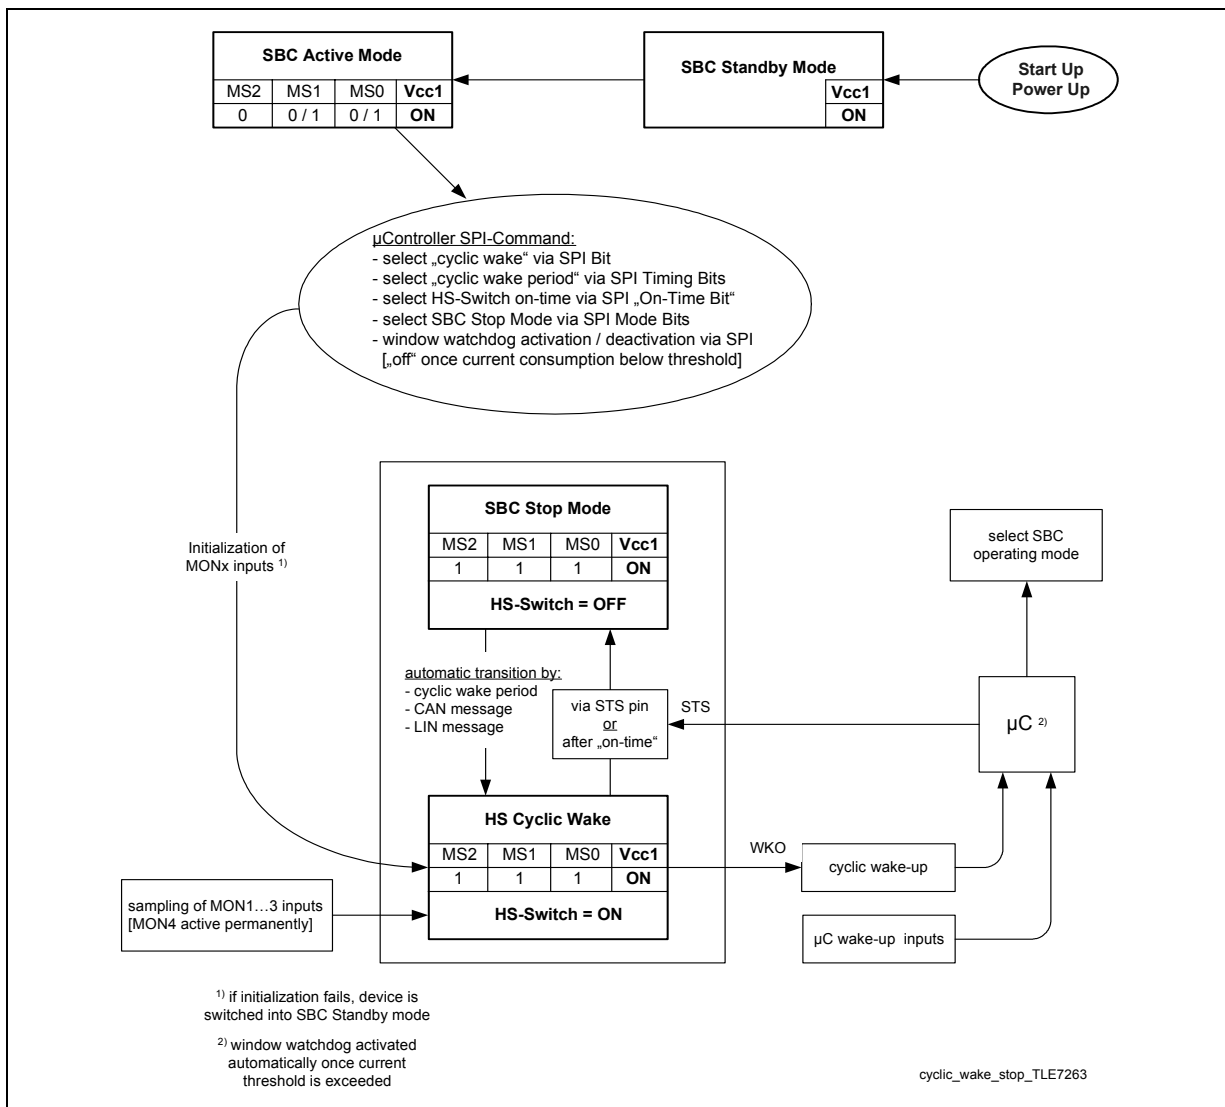 SBC Active Mode
MS2 MS1 MS0 Vcc1
0 0 / 1 0 / 1 ON
SBC Standby Mode
Vcc1
ON
Start Up
Power Up
µController SPI-Command:
- select „cyclic wake“ via SPI Bit
- select „cyclic wake period“ via SPI Timing Bits
- select HS-Switch on-time via SPI „On-Time Bit“
- select SBC Stop Mode via SPI Mode Bits
- window watchdog activation / deactivation via SPI
[„off“ once current consumption below threshold]
Initialization of
MONx inputs 1)
SBC Stop Mode
MS2 MS1 MS0 Vcc1
1 1 1 ON
HS-Switch = OFF
automatic transition by:
- cyclic wake period
- CAN message
- LIN message
via STS pin
or
after „on-time“
STS
select SBC
operating mode
µC 2)
HS Cyclic Wake
MS2 MS1 MS0 Vcc1
1 1 1 ON
HS-Switch = ON
WKO
cyclic wake-up
µC wake-up inputs
sampling of MON1...3 inputs
[MON4 active permanently]
1) if initialization fails, device is
switched into SBC Standby mode
2) window watchdog activated
automatically once current
threshold is exceeded
cyclic_wake_stop_TLE7263